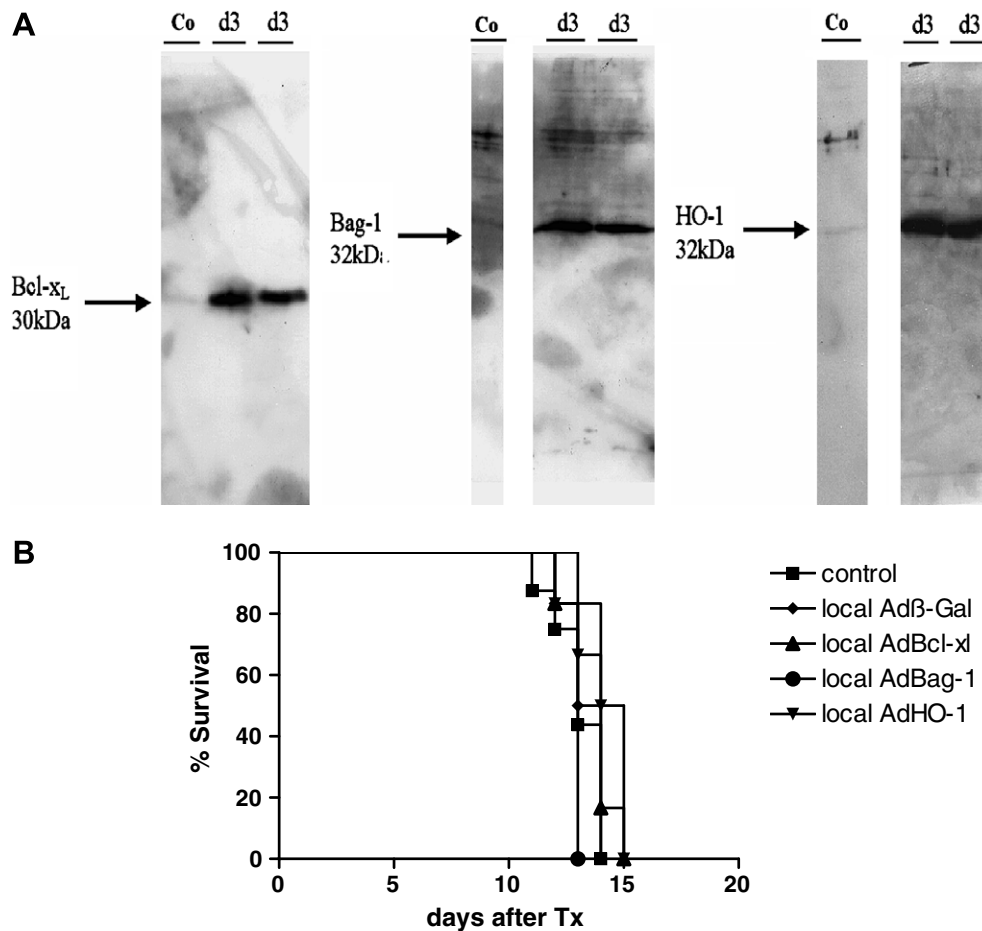 A
Co d3 d3
Co d3 d3
Co d3 d3
Bcl-xL
30kDa
Bag-1
32kDa
HO-1
32kDa
B
100
80
60
40
20
0
% Survival
0 5 10 15 20
days after Tx
control
local Adß-Gal
local AdBcl-xl
local AdBag-1
local AdHO-1